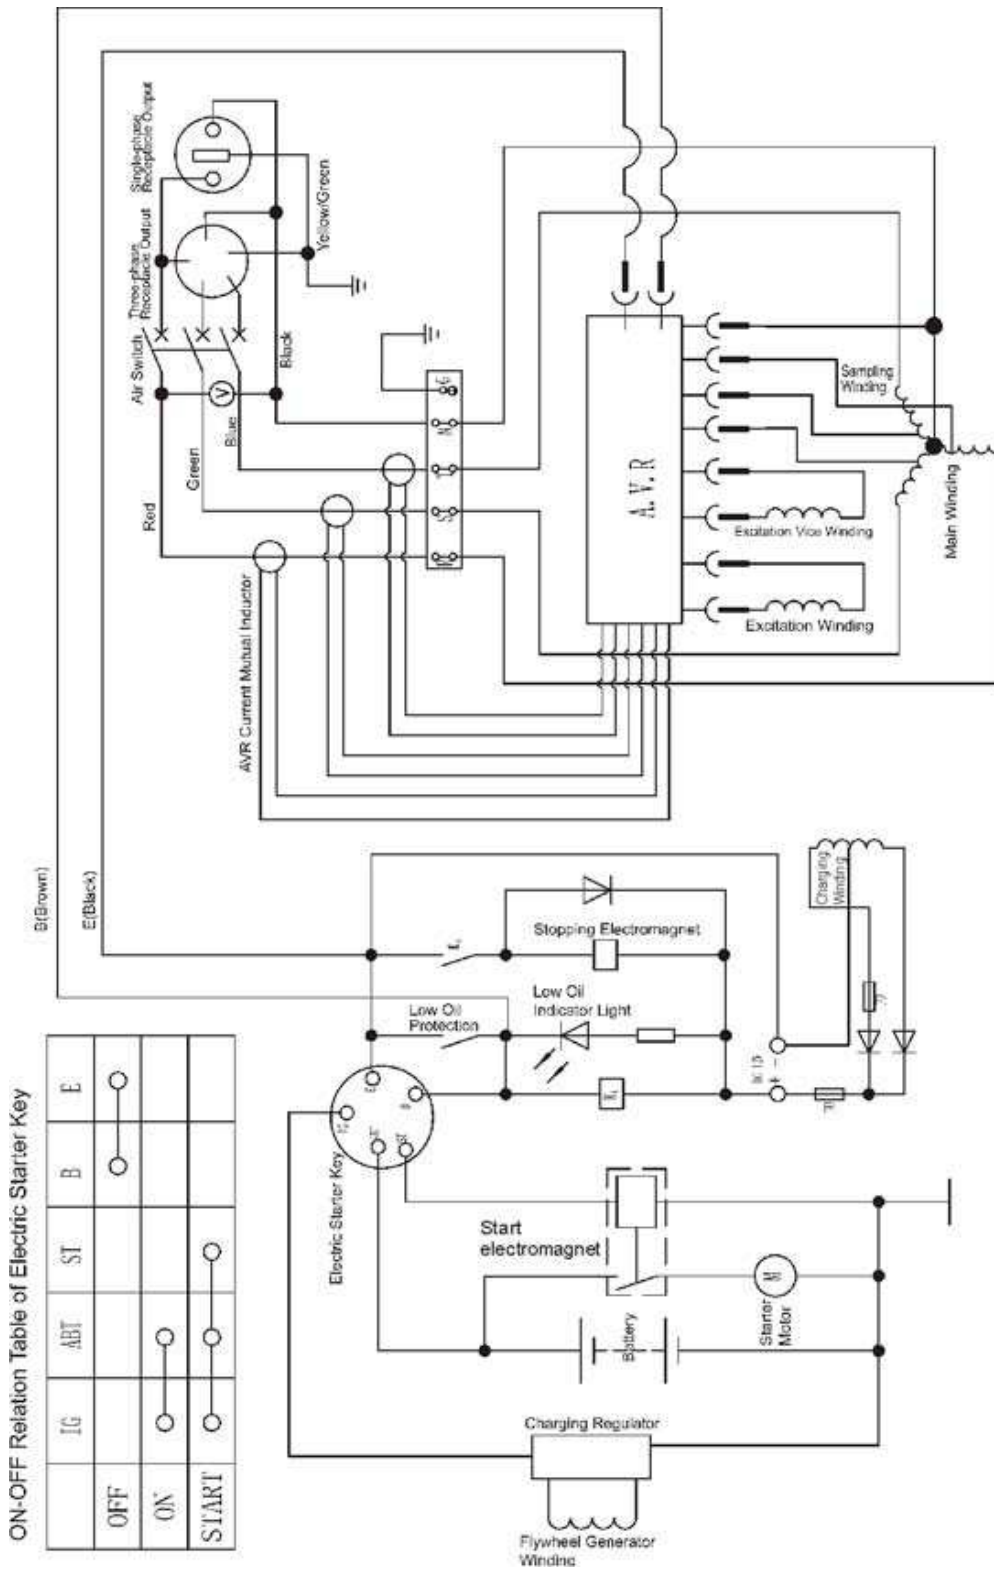 Single-phase
Receptacle Output
Three-phase
Receptacle Output
Air Switch
Yellow/Green
Black
V
Blue
Green
Red
G
N
T
S
R
AVR Current Mutual Inductor
A.V.R
Sampling
Winding
Excitation Vice Winding
Excitation Winding
Main Winding
B(Brown)
E(Black)
Stopping Electromagnet
Low Oil
Protection
Low Oil
Indicator Light
Charging
Winding
+ -
Electric Starter Key
E
B
ST
Start
electromagnet
Battery
Starter
Motor
M
Charging Regulator
Flywheel Generator
Winding
ON-OFF Relation Table of Electric Starter Key
IG ABT ST B E
OFF
ON
START